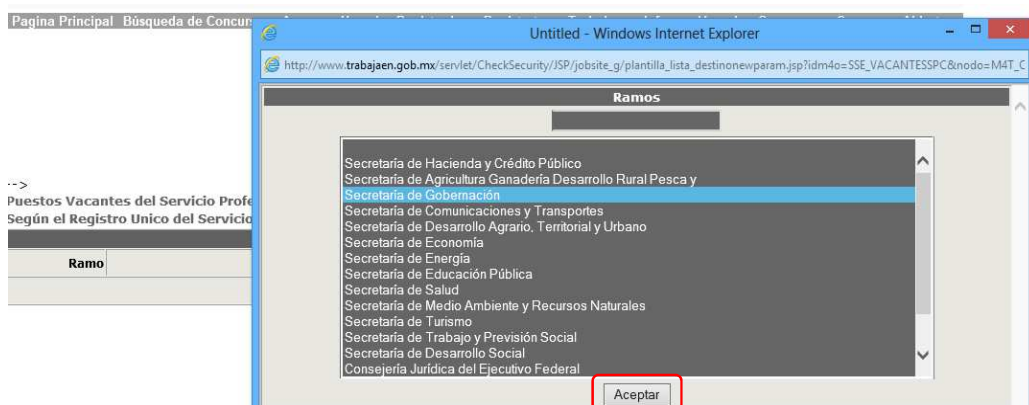 Pagina Principal Búsqueda de Concur
Untitled - Windows Internet Explorer
http://www.trabajaen.gob.mx/servlet/CheckSecurity/JSP/jobsite_g/plantilla_lista_destinonewparam.jsp?idm4o=SSE_VACANTESSPC&nodo=M4T_C
Ramos
Secretaría de Hacienda y Crédito Público
Secretaría de Agricultura Ganadería Desarrollo Rural Pesca y
Secretaría de Gobernación
Secretaría de Comunicaciones y Transportes
Secretaría de Desarrollo Agrario, Territorial y Urbano
Secretaría de Economía
Secretaría de Energía
Secretaría de Educación Pública
Secretaría de Salud
Secretaría de Medio Ambiente y Recursos Naturales
Secretaría de Turismo
Secretaría de Trabajo y Previsión Social
Secretaría de Desarrollo Social
Consejería Jurídica del Ejecutivo Federal
Aceptar
-->
Puestos Vacantes del Servicio Profe
Según el Registro Unico del Servicio
Ramo